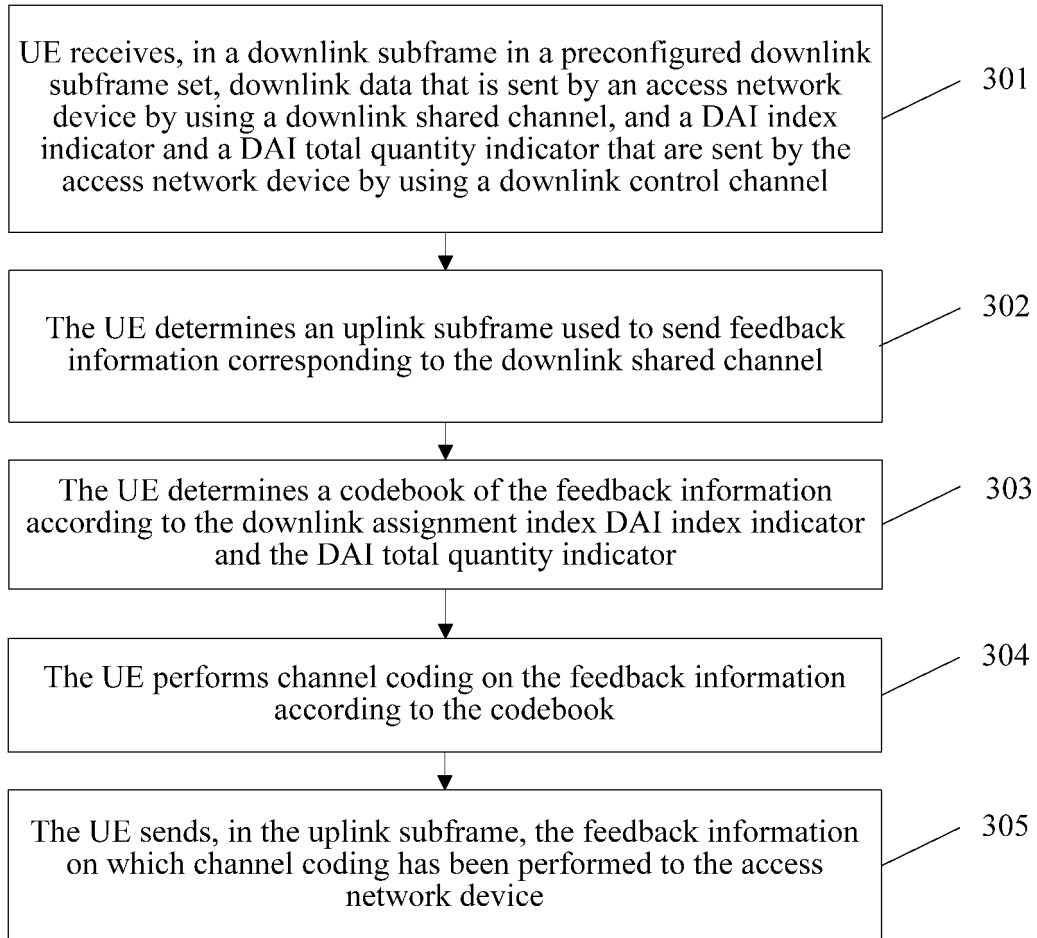 UE receives, in a downlink subframe in a preconfigured downlink
subframe set, downlink data that is sent by an access network
device by using a downlink shared channel, and a DAI index
indicator and a DAI total quantity indicator that are sent by the
access network device by using a downlink control channel
301
The UE determines an uplink subframe used to send feedback
information corresponding to the downlink shared channel
302
The UE determines a codebook of the feedback information
according to the downlink assignment index DAI index indicator
and the DAI total quantity indicator
303
The UE performs channel coding on the feedback information
according to the codebook
304
The UE sends, in the uplink subframe, the feedback information
on which channel coding has been performed to the access
network device
305